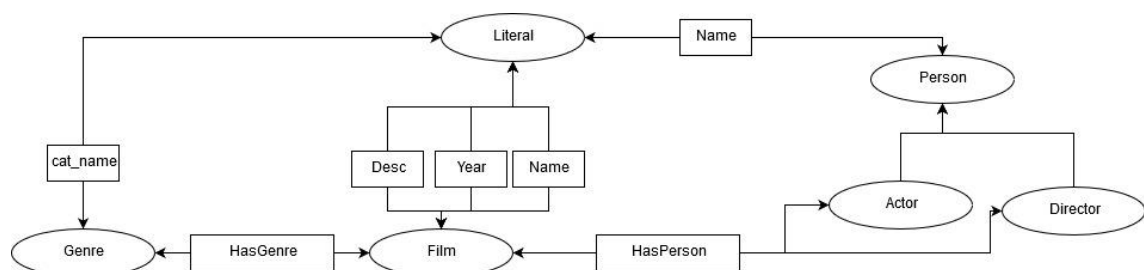 Literal
Name
Person
cat_name
Desc
Year
Name
Actor
Director
Genre
HasGenre
Film
HasPerson